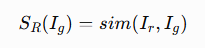 S_R(I_g) = sim(I_r, I_g)